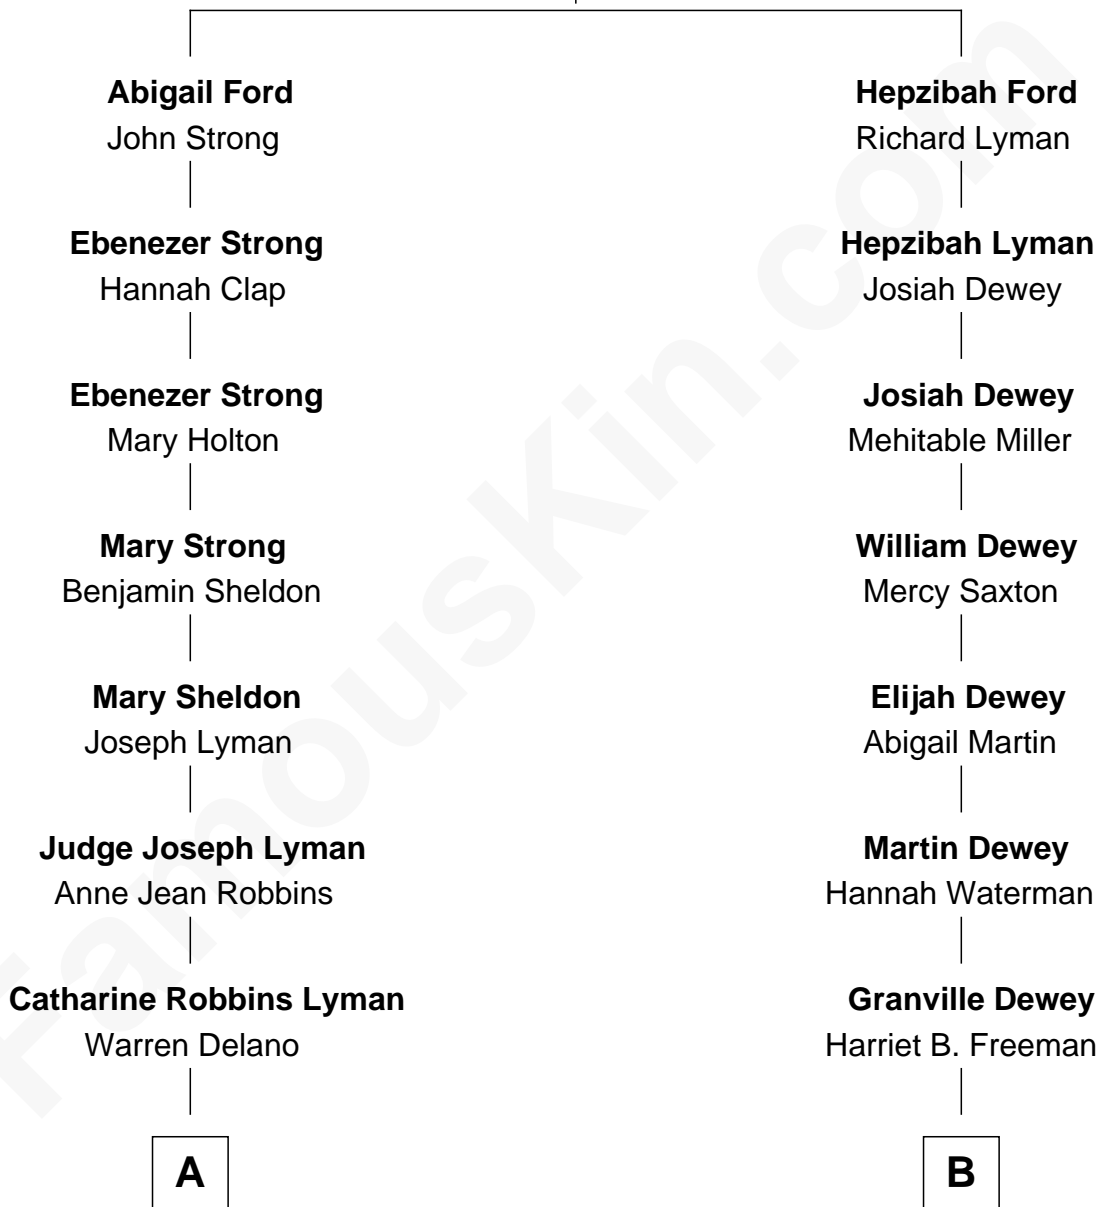 Abigail Ford
John Strong
Ebenezer Strong
Hannah Clap
Ebenezer Strong
Mary Holton
Mary Strong
Benjamin Sheldon
Mary Sheldon
Joseph Lyman
Judge Joseph Lyman
Anne Jean Robbins
Catharine Robbins Lyman
Warren Delano
A
Hepzibah Ford
Richard Lyman
Hepzibah Lyman
Josiah Dewey
Josiah Dewey
Mehitable Miller
William Dewey
Mercy Saxton
Elijah Dewey
Abigail Martin
Martin Dewey
Hannah Waterman
Granville Dewey
Harriet B. Freeman
B
FamousKin.com